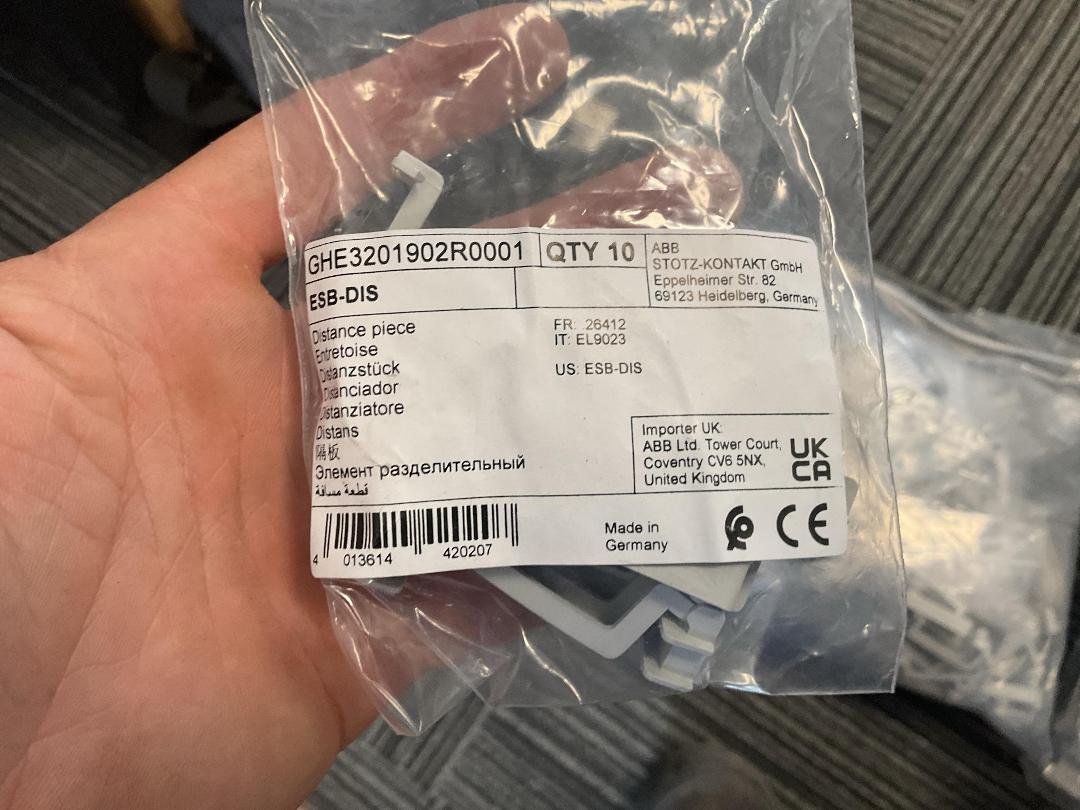 GHE3201902R0001
QTY 10
ABB
STOTZ-KONTAKT GmbH
Eppelheimer Str. 82
69123 Heidelberg, Germany
ESB-DIS
Distance piece
Entretoise
Distanzstück
Distanciador
Distanziatore
Distans
隔板
Элемент разделительный
قطعة مسافة
FR: .26412
IT: EL9023
US: ESB-DIS
Importer UK:
ABB Ltd. Tower Court,
Coventry CV6 5NX,
United Kingdom
UK
CA
4 013614 420207
Made in
Germany
CE